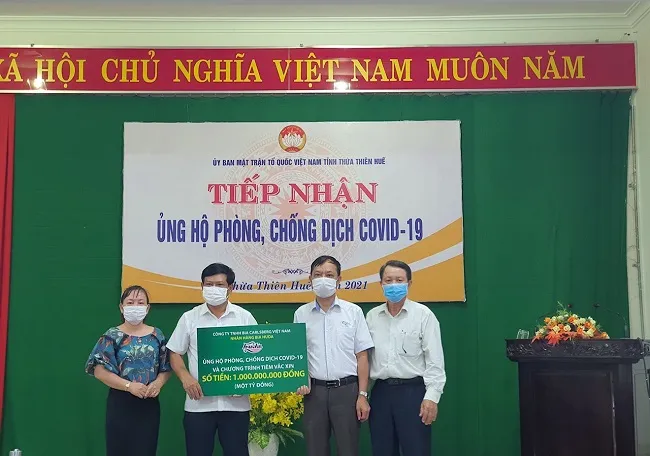 XÃ HỘI CHỦ NGHĨA VIỆT NAM MUÔN NĂM
ỦY BAN MẶT TRẬN TỔ QUỐC VIỆT NAM TỈNH THỪA THIÊN HUẾ
TIẾP NHẬN
ỦNG HỘ PHÒNG, CHỐNG DỊCH COVID-19
Thừa Thiên Huế, 2021
CÔNG TY TNHH BIA CARLSBERG VIỆT NAM
NHÃN HÀNG BIA HUDA
Huda
ỦNG HỘ PHÒNG, CHỐNG DỊCH COVID-19
VÀ CHƯƠNG TRÌNH TIÊM VẮC XIN
SỐ TIỀN: 1.000.000.000 ĐỒNG
(MỘT TỶ ĐỒNG)